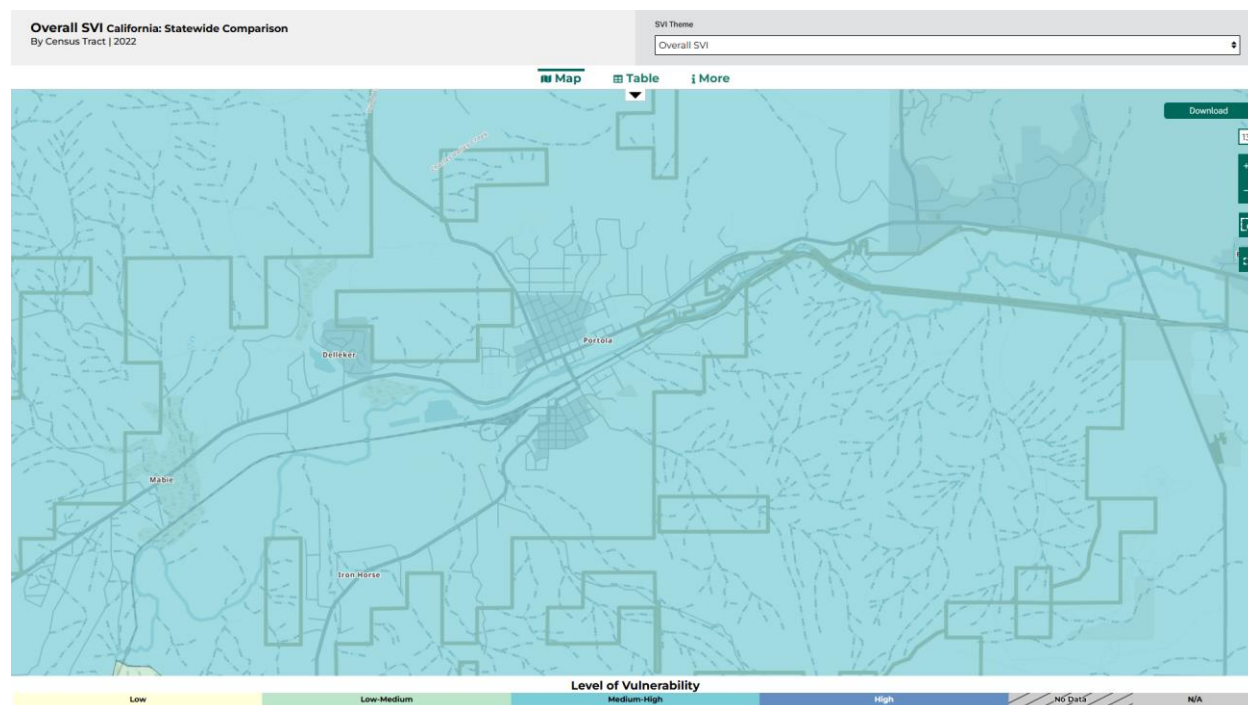 Overall SVI California: Statewide Comparison
By Census Tract | 2022
SVI Theme
Overall SVI
Map Table More
Download
Portola
Delleker
Mabie
Iron Horse
Level of Vulnerability
Low Low-Medium Medium-High High No Data N/A